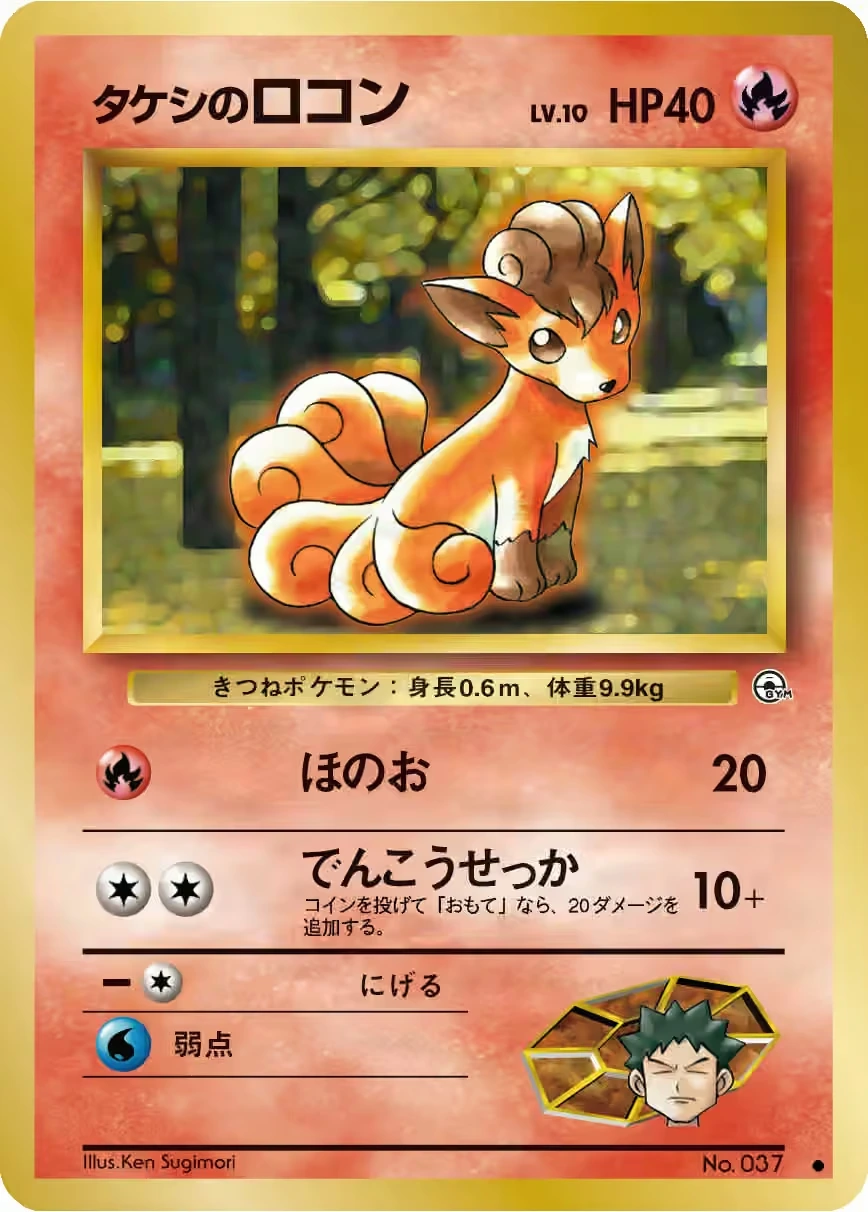 タケシのロコン LV.10 HP40
きつねポケモン：身長0.6m、体重9.9kg
GYM
ほのお 20
でんこうせっか 10+
コインを投げて「おもて」なら、20ダメージを
追加する。
にげる
弱点
Illus.Ken Sugimori No.037